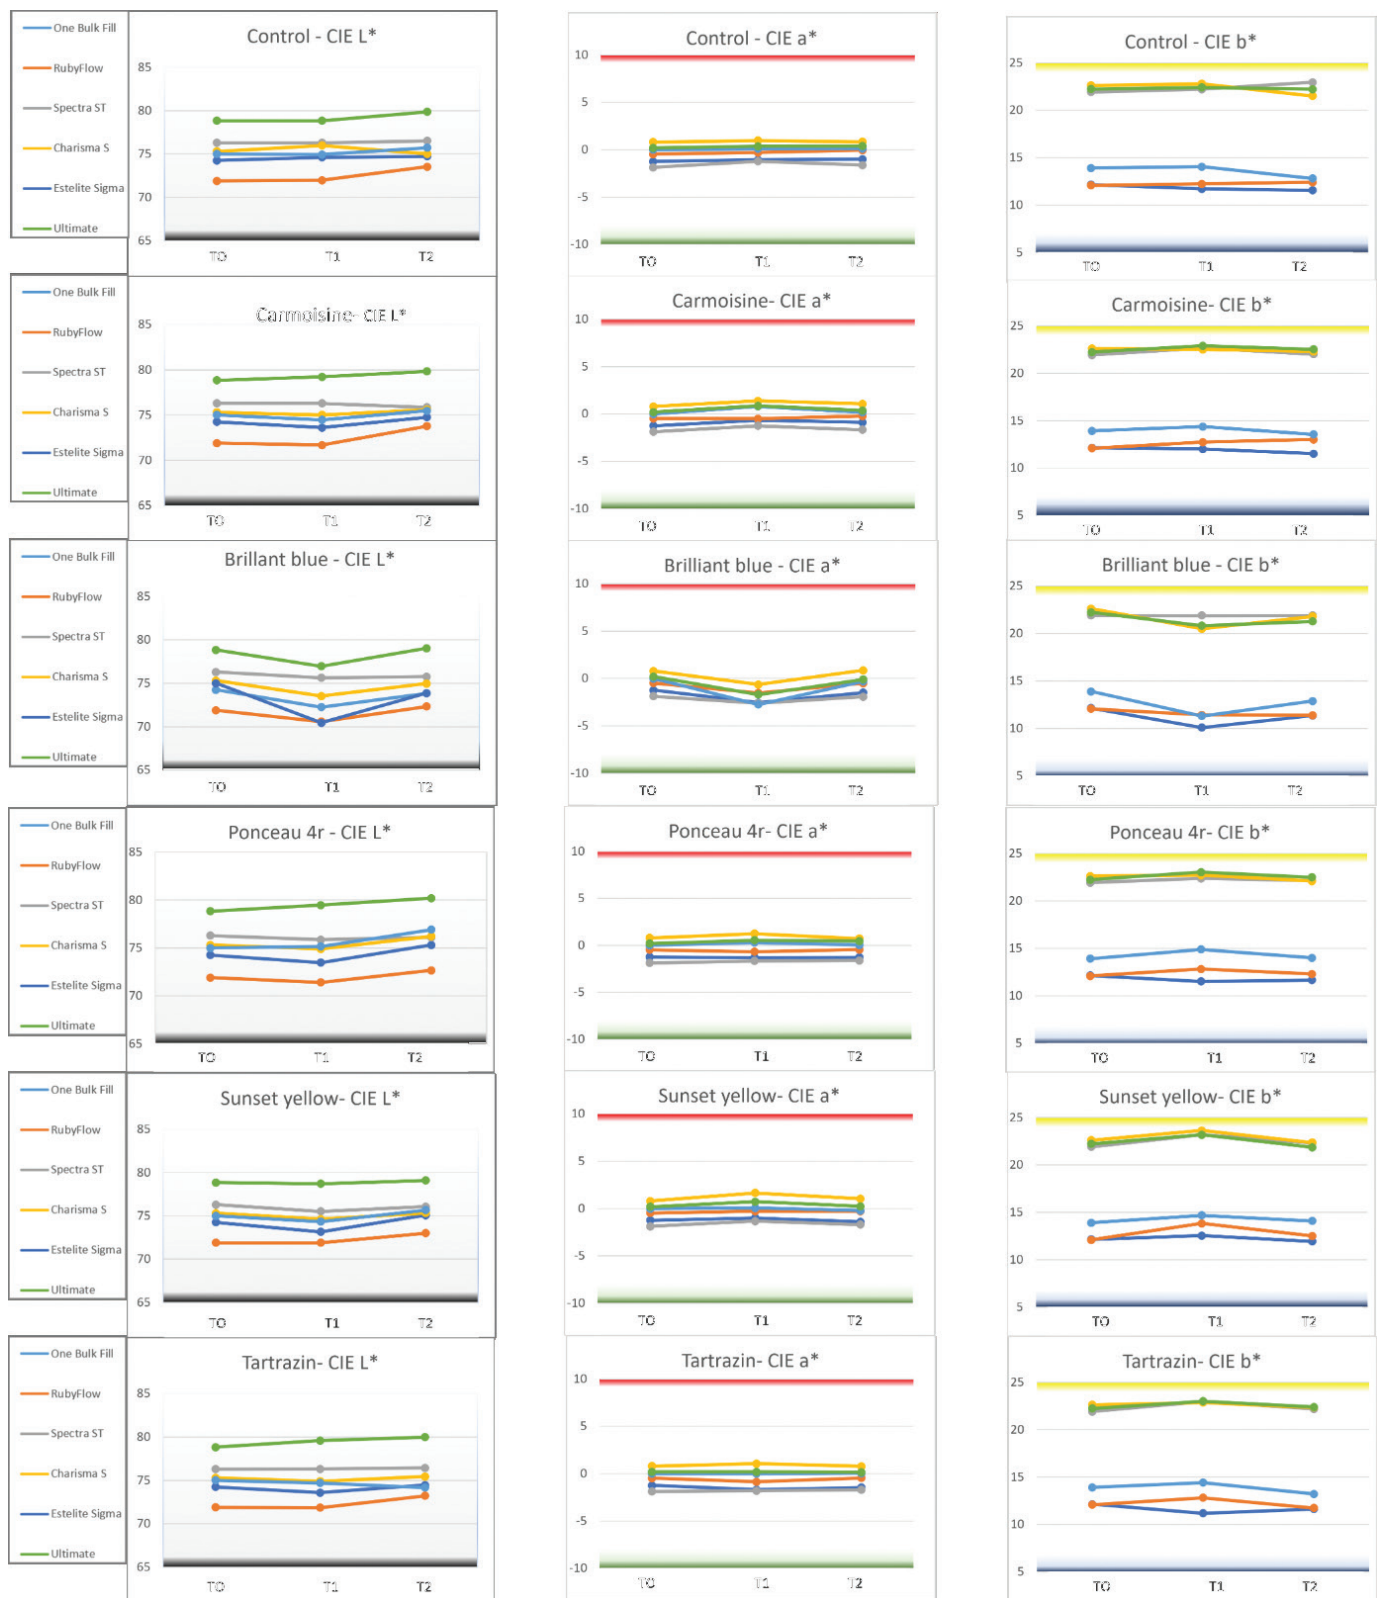 One Bulk Fill
RubyFlow
Spectra ST
Charisma S
Estelite Sigma
Ultimate
Control - CIE L*
85
80
75
70
65
T0 T1 T2
Control - CIE a*
10
5
0
-5
-10
T0 T1 T2
Control - CIE b*
25
20
15
10
5
T0 T1 T2
One Bulk Fill
RubyFlow
Spectra ST
Charisma S
Estelite Sigma
Ultimate
Carmoisine- CIE L*
85
80
75
70
65
T0 T1 T2
Carmoisine- CIE a*
10
5
0
-5
-10
T0 T1 T2
Carmoisine- CIE b*
25
20
15
10
5
T0 T1 T2
One Bulk Fill
RubyFlow
Spectra ST
Charisma S
Estelite Sigma
Ultimate
Brillant blue - CIE L*
85
80
75
70
65
T0 T1 T2
Brilliant blue - CIE a*
10
5
0
-5
-10
T0 T1 T2
Brilliant blue - CIE b*
25
20
15
10
5
T0 T1 T2
One Bulk Fill
RubyFlow
Spectra ST
Charisma S
Estelite Sigma
Ultimate
Ponceau 4r - CIE L*
85
80
75
70
65
T0 T1 T2
Ponceau 4r- CIE a*
10
5
0
-5
-10
T0 T1 T2
Ponceau 4r- CIE b*
25
20
15
10
5
T0 T1 T2
One Bulk Fill
RubyFlow
Spectra ST
Charisma S
Estelite Sigma
Ultimate
Sunset yellow- CIE L*
85
80
75
70
65
T0 T1 T2
Sunset yellow- CIE a*
10
5
0
-5
-10
T0 T1 T2
Sunset yellow- CIE b*
25
20
15
10
5
T0 T1 T2
One Bulk Fill
RubyFlow
Spectra ST
Charisma S
Estelite Sigma
Ultimate
Tartrazin- CIE L*
85
80
75
70
65
T0 T1 T2
Tartrazin- CIE a*
10
5
0
-5
-10
T0 T1 T2
Tartrazin- CIE b*
25
20
15
10
5
T0 T1 T2